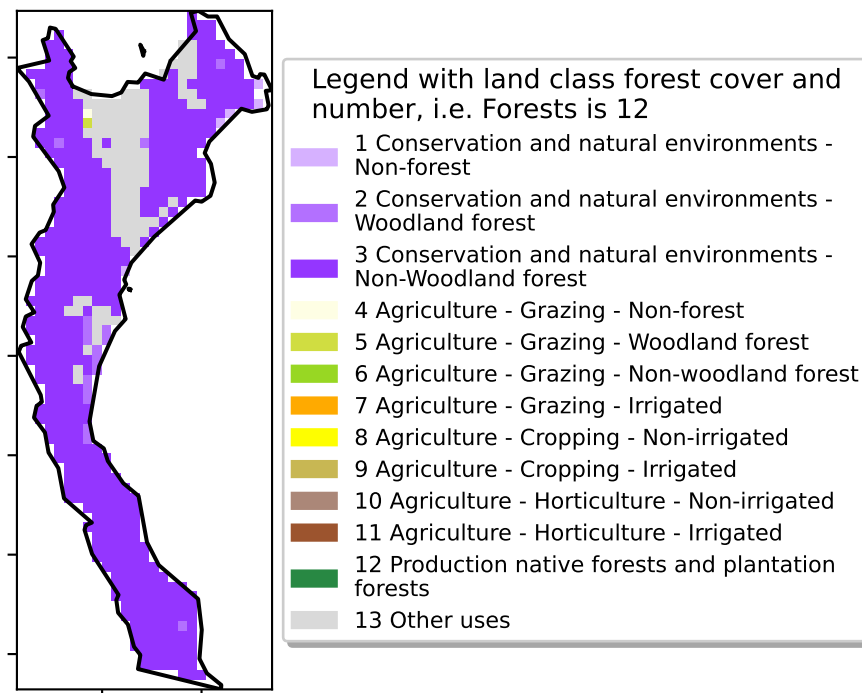 Legend with land class forest cover and
number, i.e. Forests is 12
1 Conservation and natural environments -
Non-forest
2 Conservation and natural environments -
Woodland forest
3 Conservation and natural environments -
Non-Woodland forest
4 Agriculture - Grazing - Non-forest
5 Agriculture - Grazing - Woodland forest
6 Agriculture - Grazing - Non-woodland forest
7 Agriculture - Grazing - Irrigated
8 Agriculture - Cropping - Non-irrigated
9 Agriculture - Cropping - Irrigated
10 Agriculture - Horticulture - Non-irrigated
11 Agriculture - Horticulture - Irrigated
12 Production native forests and plantation
forests
13 Other uses